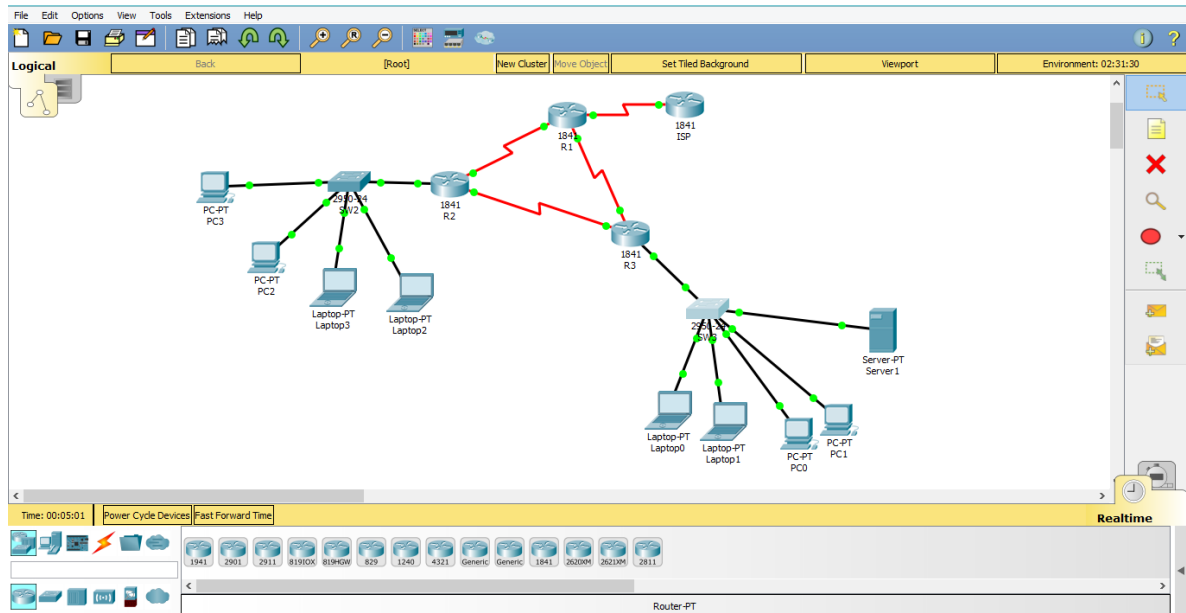 File Edit Options View Tools Extensions Help
Logical Back [Root] New Cluster Move Object Set Tiled Background Viewport Environment: 02:31:30
1841
ISP
1841
R1
2950-24
SW2
1841
R2
PC-PT
PC3
1841
R3
PC-PT
PC2
Laptop-PT
Laptop3
Laptop-PT
Laptop2
2950-24
SW3
Server-PT
Server1
Laptop-PT
Laptop0
Laptop-PT
Laptop1
PC-PT
PC0
PC-PT
PC1
Time: 00:05:01 Power Cycle Devices Fast Forward Time Realtime
1941 2901 2911 819IOX 819HGW 829 1240 4321 Generic Generic 1841 2620XM 2621XM 2811
Router-PT